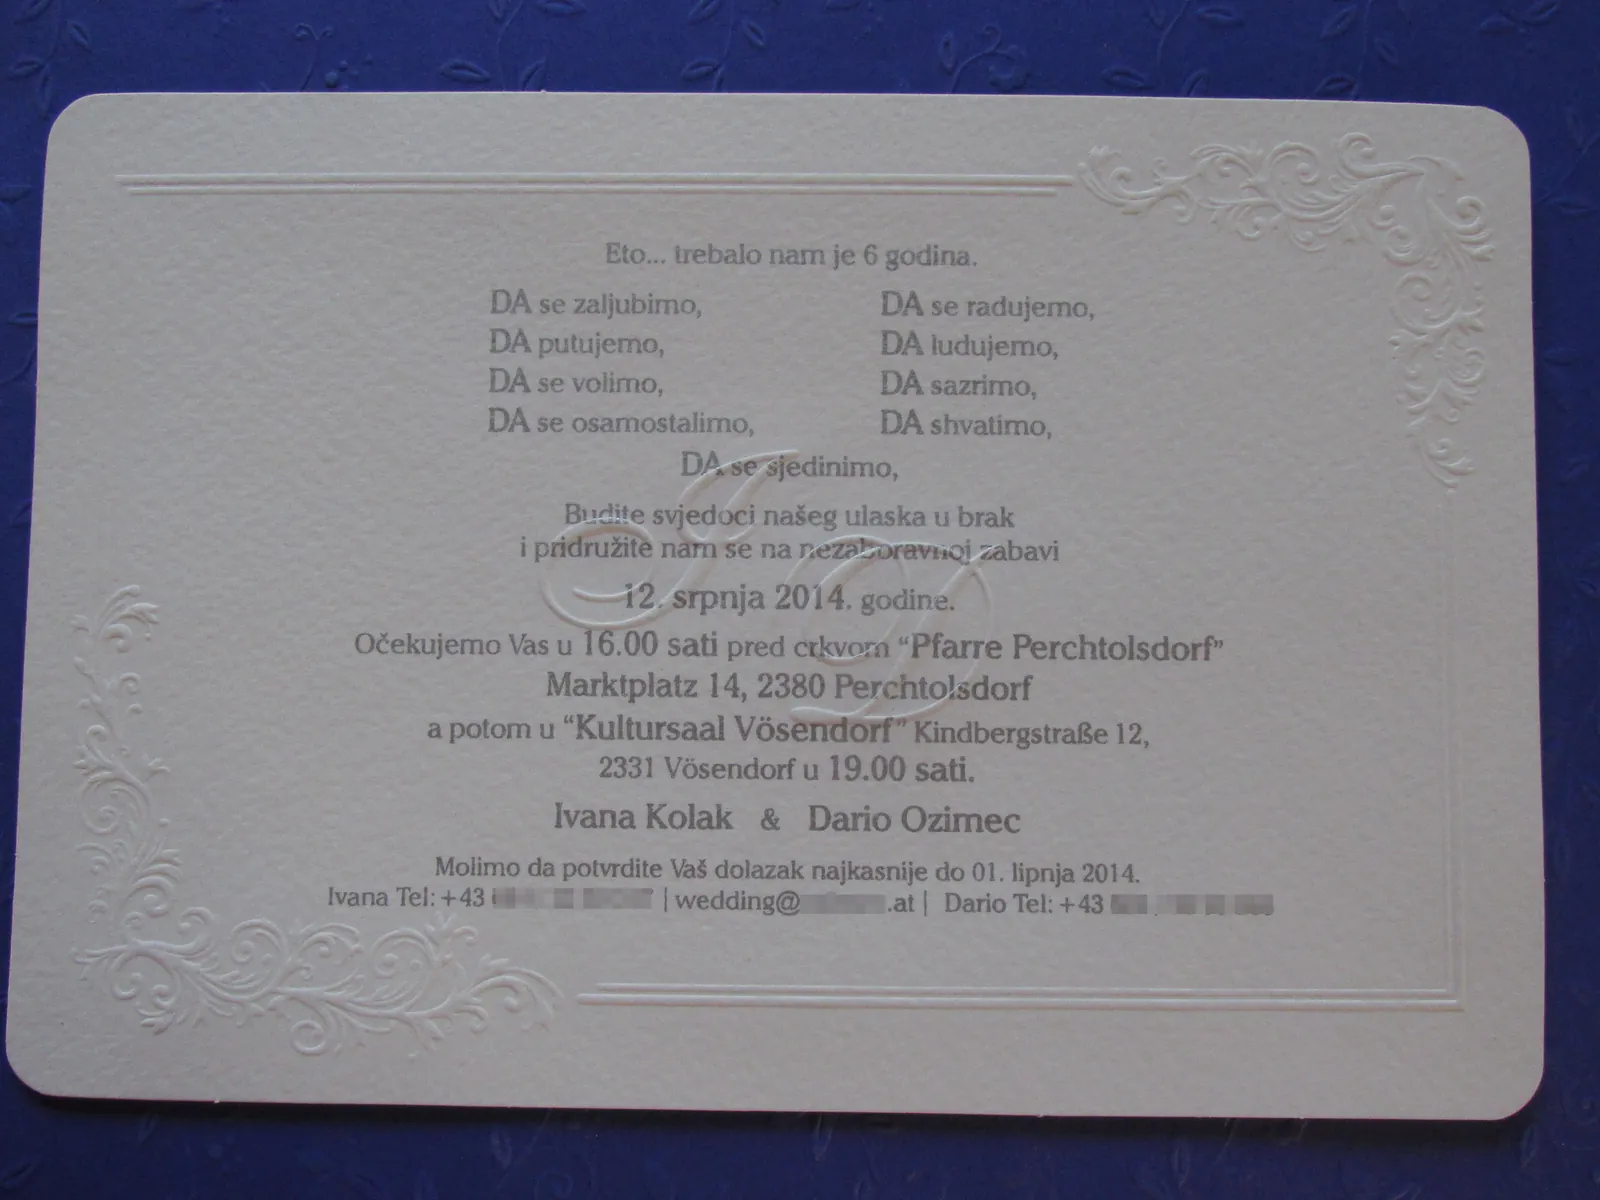 Eto... trebalo nam je 6 godina.
DA se zaljubimo,
DA putujemo,
DA se volimo,
DA se osamostalimo,
DA se radujemo,
DA ludujemo,
DA sazrimo,
DA shvatimo,
DA se sjedinimo,
Budite svjedoci našeg ulaska u brak
i pridružite nam se na nezaboravnoj zabavi
12. srpnja 2014. godine.
Očekujemo Vas u 16.00 sati pred crkvom “Pfarre Perchtolsdorf”
Marktplatz 14, 2380 Perchtolsdorf
a potom u “Kultursaal Vösendorf” Kindbergstraße 12,
2331 Vösendorf u 19.00 sati.
Ivana Kolak & Dario Ozimec
Molimo da potvrdite Vaš dolazak najkasnije do 01. lipnja 2014.
Ivana Tel: +43 | wedding@ .at | Dario Tel: +43
I D